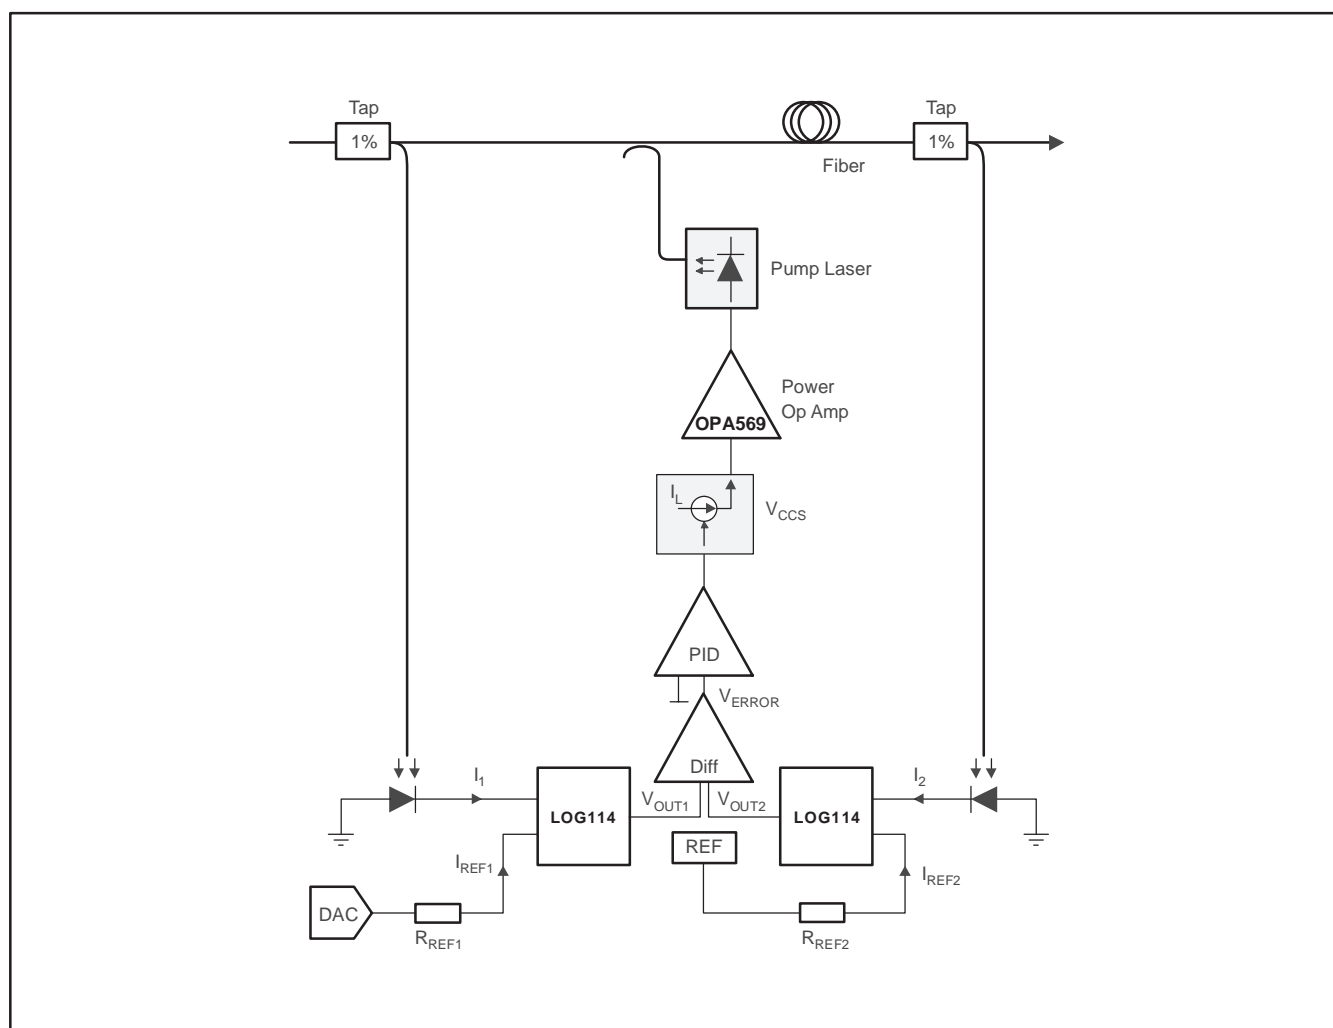 Tap
Tap
1%
1%
Fiber
Pump Laser
Power
Op Amp
OPA569
I_L
V_CCS
PID
V_ERROR
Diff
I_1
I_2
V_OUT1
V_OUT2
LOG114
LOG114
REF
I_REF1
I_REF2
DAC
R_REF1
R_REF2